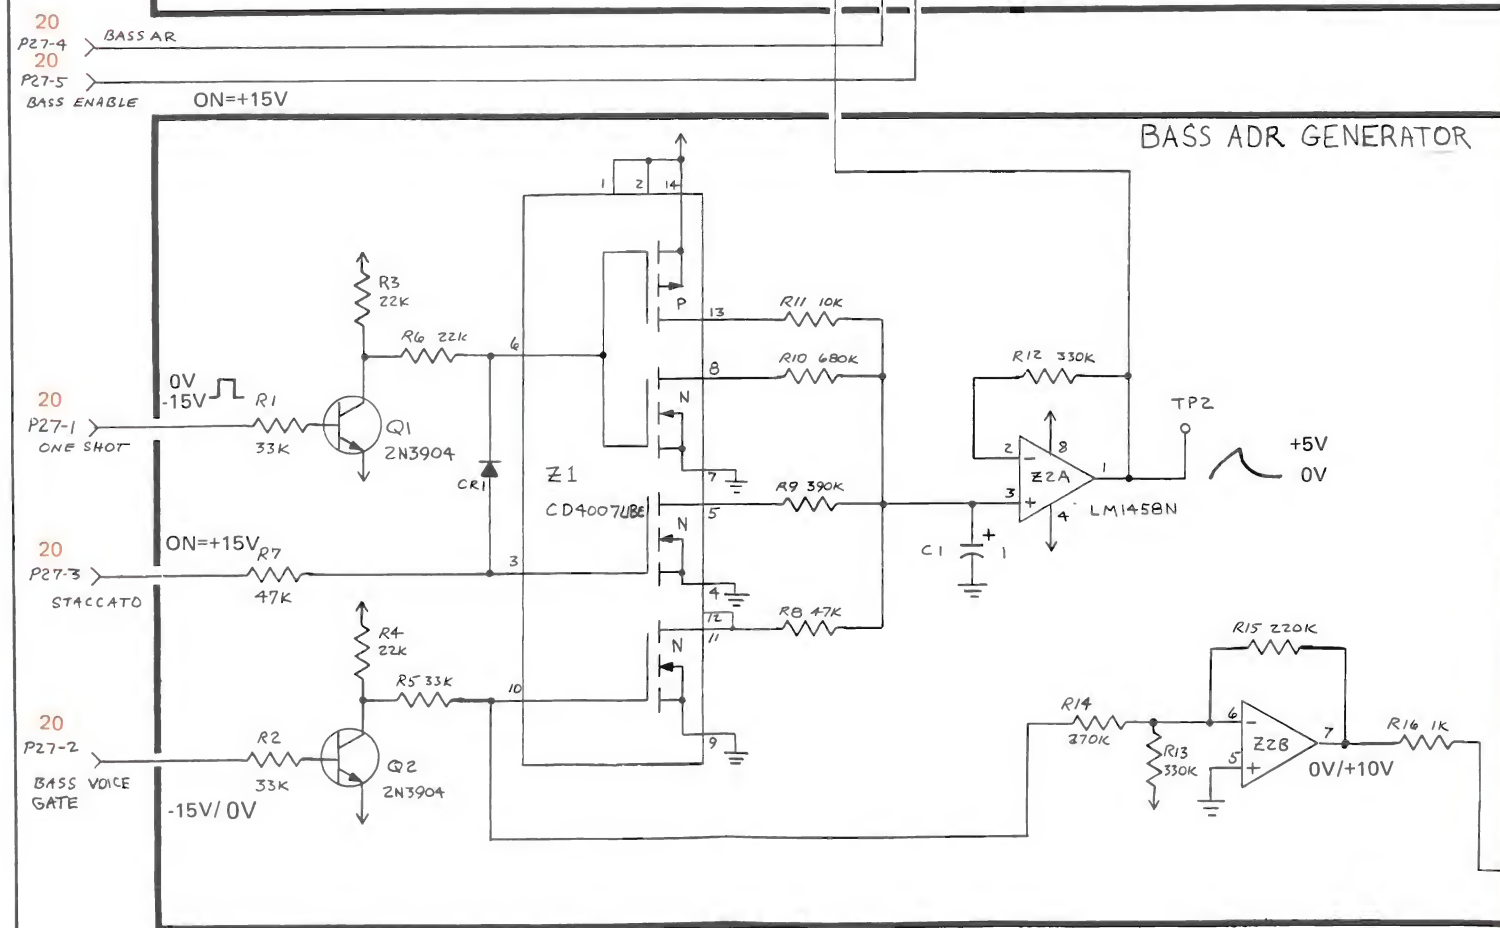 20
P27-4
BASS AR
20
P27-5
BASS ENABLE
ON=+15V
BASS ADR GENERATOR
1
2
14
R3
22K
P
13
R11 10K
R6 22K
6
8
R10 680K
R12 330K
0V
-15V
20
P27-1
ONE SHOT
R1
33K
Q1
2N3904
N
7
TP2
2
-
8
Z2A
1
3
+
4
LM1458N
+5V
0V
CR1
Z1
CD4007UBE
5
R9 390K
N
C1
+
1
20
P27-3
STACCATO
ON=+15V
R7
47K
3
4
12
11
R8 47K
R4
22K
N
R5 33K
10
R15 220K
20
P27-2
BASS VOICE
GATE
R2
33K
-15V/0V
Q2
2N3904
9
R14
270K
R13
330K
6
-
5
+
Z2B
7
0V/+10V
R16 1K